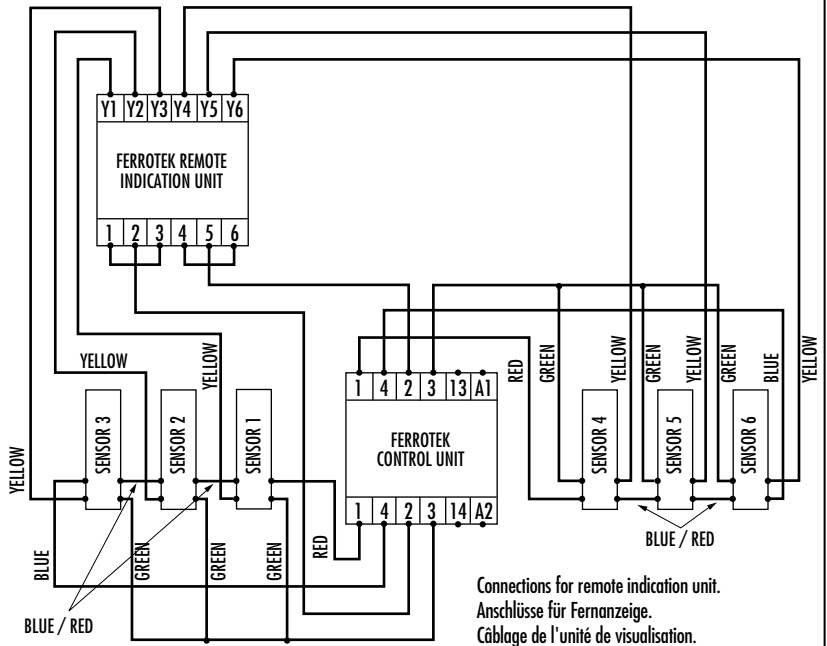 Y1 Y2 Y3 Y4 Y5 Y6
FERROTEK REMOTE
INDICATION UNIT
1 2 3 4 5 6
YELLOW
YELLOW
YELLOW
SENSOR 3
SENSOR 2
SENSOR 1
BLUE
GREEN
GREEN
GREEN
RED
BLUE / RED
1 4 2 3 13 A1
FERROTEK
CONTROL UNIT
1 4 2 3 14 A2
RED
GREEN
YELLOW
GREEN
YELLOW
GREEN
BLUE
YELLOW
SENSOR 4
SENSOR 5
SENSOR 6
BLUE / RED
Connections for remote indication unit.
Anschlüsse für Fernanzeige.
Câblage de l'unité de visualisation.